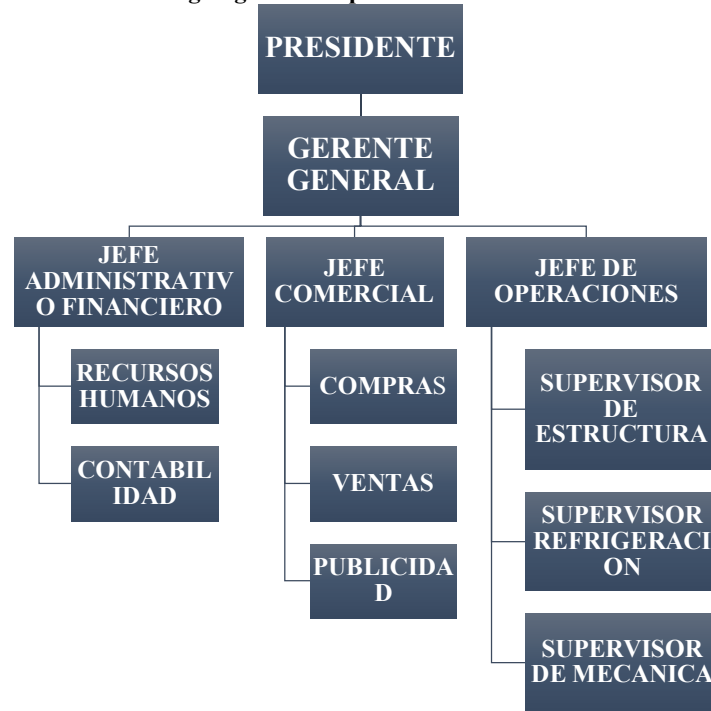 PRESIDENTE
GERENTE
GENERAL
JEFE
ADMINISTRATIV
O FINANCIERO
RECURSOS
HUMANOS
CONTABIL
IDAD
JEFE
COMERCIAL
COMPRAS
VENTAS
PUBLICIDA
D
JEFE DE
OPERACIONES
SUPERVISOR
DE
ESTRUCTURA
SUPERVISOR
REFRIGERACI
ON
SUPERVISOR
DE MECANICA